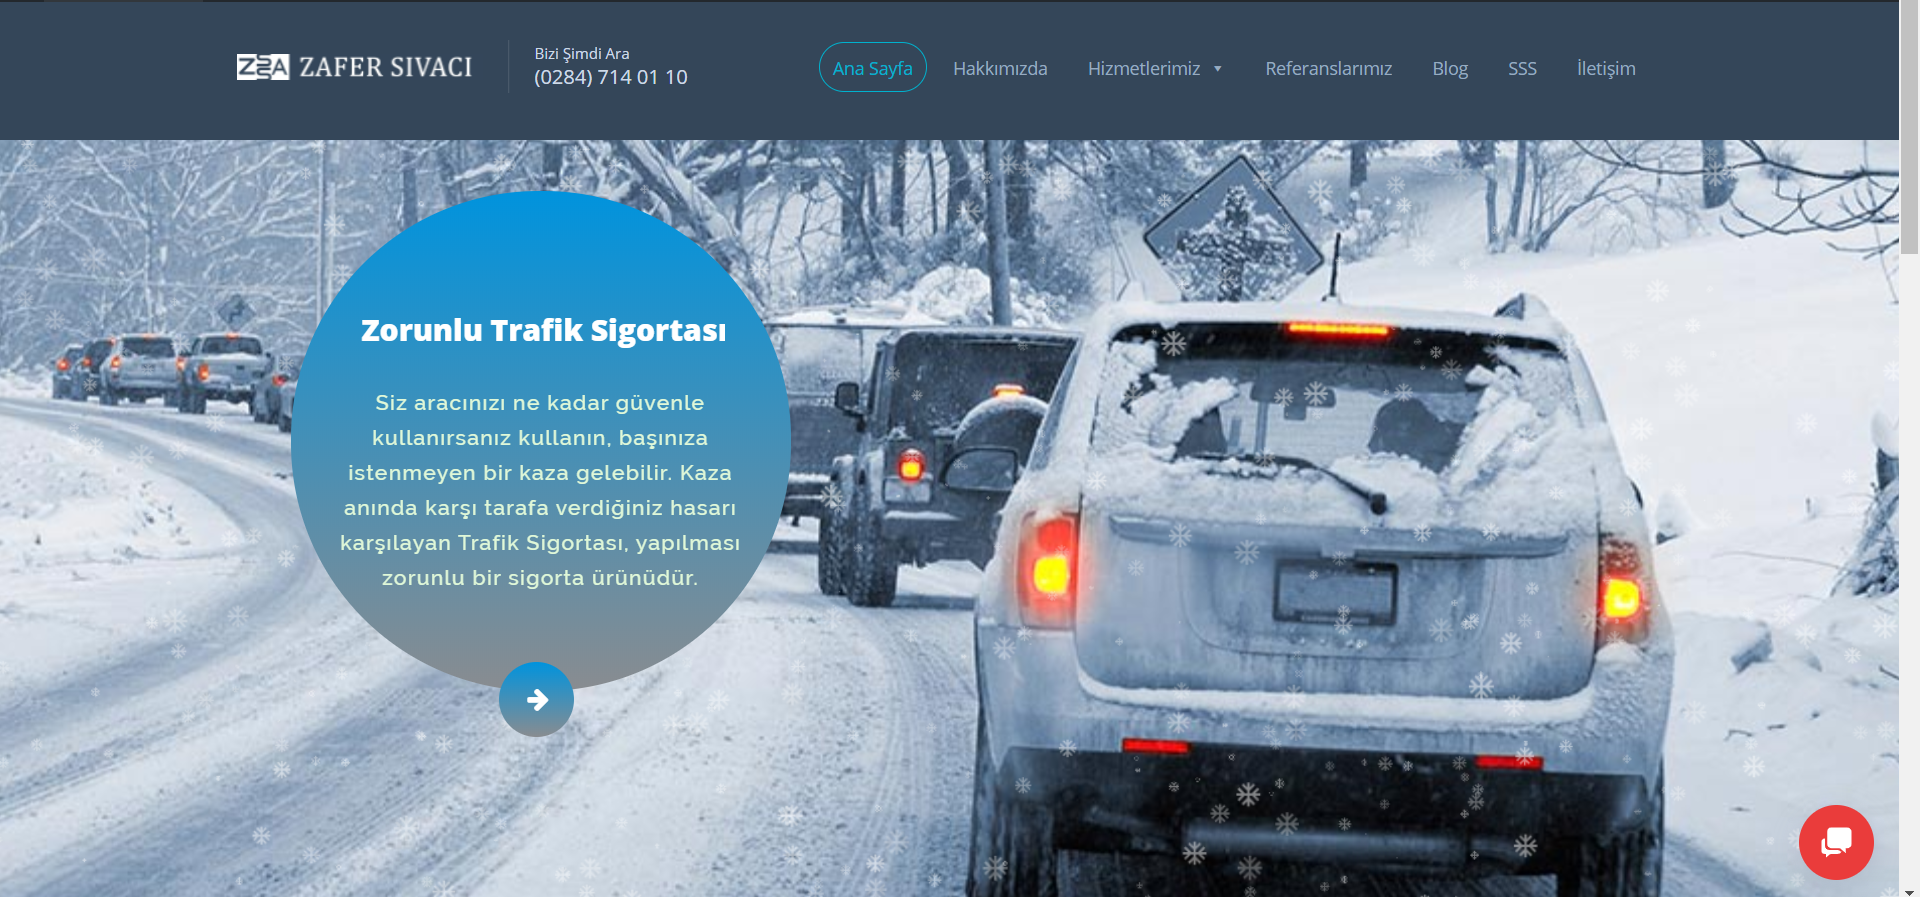 ZSSA ZAFER SIVACI
Bizi Şimdi Ara
(0284) 714 01 10
Ana Sayfa
Hakkımızda
Hizmetlerimiz
Referanslarımız
Blog
SSS
İletişim
Zorunlu Trafik Sigortası
Siz aracınızı ne kadar güvenle
kullanırsanız kullanın, başınıza
istenmeyen bir kaza gelebilir. Kaza
anında karşı tarafa verdiğiniz hasarı
karşılayan Trafik Sigortası, yapılması
zorunlu bir sigorta ürünüdür.